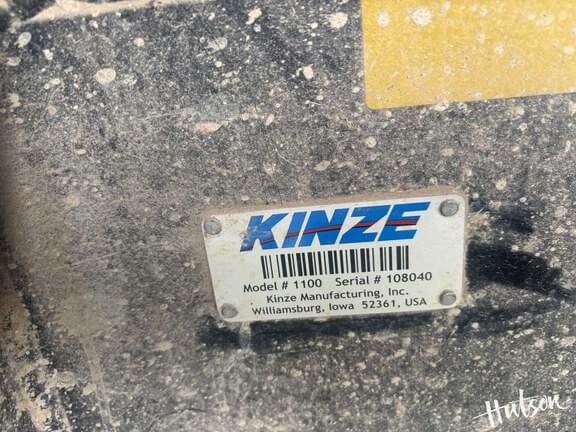 KINZE
Model # 1100 Serial # 108040
Kinze Manufacturing, Inc.
Williamsburg, Iowa 52361, USA
Hutson